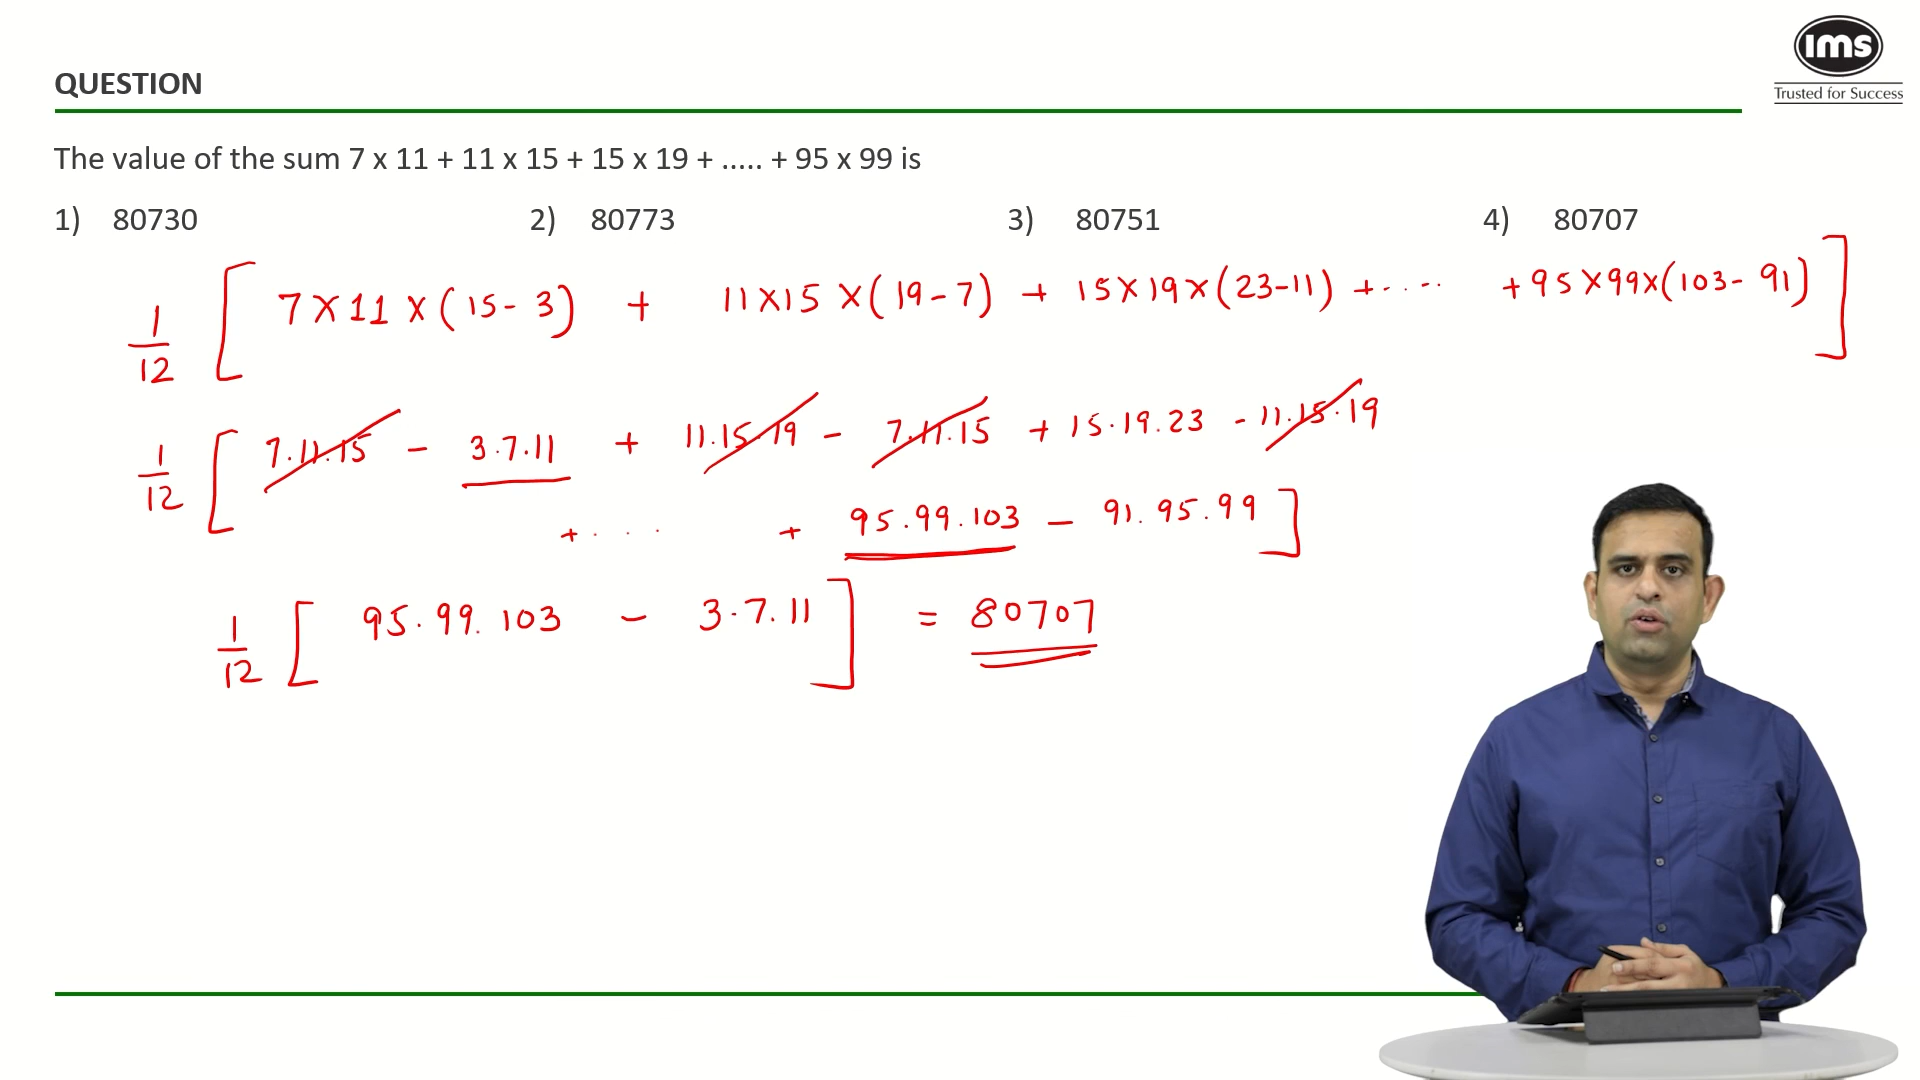 ims
Trusted for Success
QUESTION
The value of the sum 7 x 11 + 11 x 15 + 15 x 19 + ..... + 95 x 99 is
1) 80730 2) 80773 3) 80751 4) 80707
1/12 [ 7 X 11 X (15 - 3) + 11 X 15 X (19 - 7) + 15 X 19 X (23 - 11) + ..... + 95 X 99 X (103 - 91) ]
1/12 [ 7.11.15 - 3.7.11 + 11.15.19 - 7.11.15 + 15.19.23 - 11.15.19
+ . . . + 95.99.103 - 91.95.99 ]
1/12 [ 95.99.103 - 3.7.11 ] = 80707